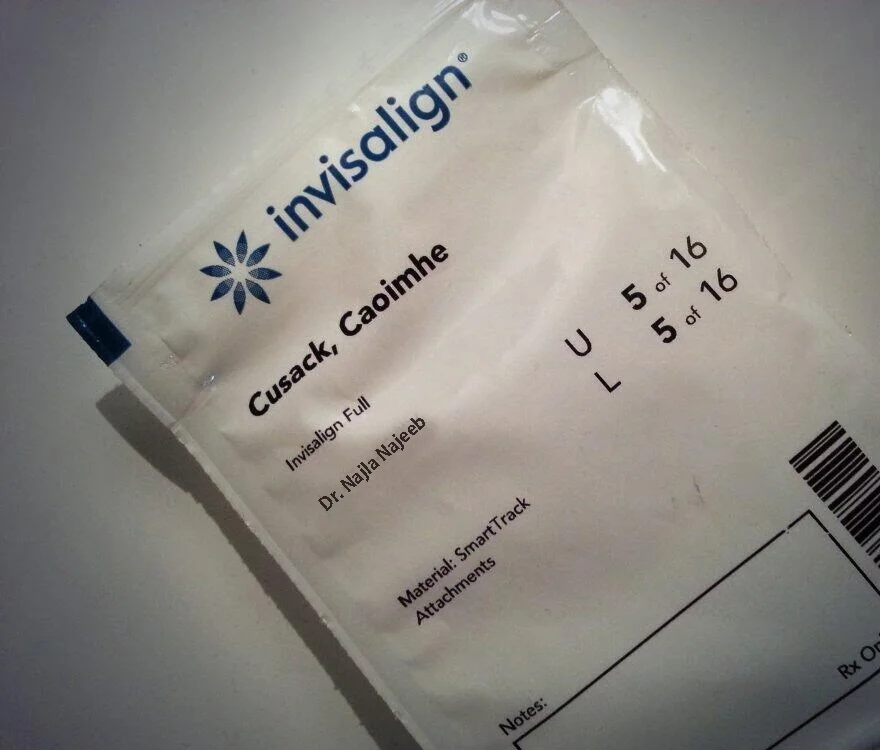 invisalign®
Cusack, Caoimhe
Invisalign Full
Dr. Najla Najeeb
U 5 of 16
L 5 of 16
Material: SmartTrack
Attachments
Notes:
Rx On